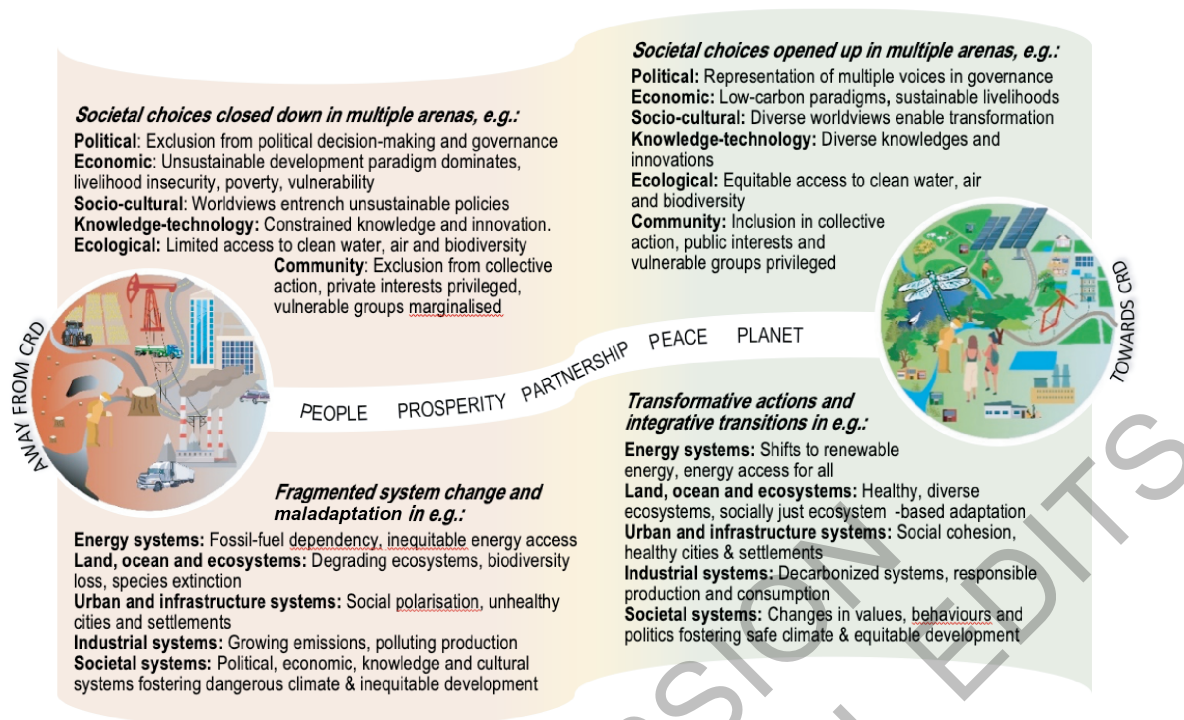 Societal choices closed down in multiple arenas, e.g.:
Political: Exclusion from political decision-making and governance
Economic: Unsustainable development paradigm dominates,
livelihood insecurity, poverty, vulnerability
Socio-cultural: Worldviews entrench unsustainable policies
Knowledge-technology: Constrained knowledge and innovation.
Ecological: Limited access to clean water, air and biodiversity
Community: Exclusion from collective
action, private interests privileged,
vulnerable groups marginalised
AWAY FROM CRD
PEOPLE PROSPERITY PARTNERSHIP PEACE PLANET
Fragmented system change and
maladaptation in e.g.:
Energy systems: Fossil-fuel dependency, inequitable energy access
Land, ocean and ecosystems: Degrading ecosystems, biodiversity
loss, species extinction
Urban and infrastructure systems: Social polarisation, unhealthy
cities and settlements
Industrial systems: Growing emissions, polluting production
Societal systems: Political, economic, knowledge and cultural
systems fostering dangerous climate & inequitable development
Societal choices opened up in multiple arenas, e.g.:
Political: Representation of multiple voices in governance
Economic: Low-carbon paradigms, sustainable livelihoods
Socio-cultural: Diverse worldviews enable transformation
Knowledge-technology: Diverse knowledges and
innovations
Ecological: Equitable access to clean water, air
and biodiversity
Community: Inclusion in collective
action, public interests and
vulnerable groups privileged
TOWARDS CRD
Transformative actions and
integrative transitions in e.g.:
Energy systems: Shifts to renewable
energy, energy access for all
Land, ocean and ecosystems: Healthy, diverse
ecosystems, socially just ecosystem -based adaptation
Urban and infrastructure systems: Social cohesion,
healthy cities & settlements
Industrial systems: Decarbonized systems, responsible
production and consumption
Societal systems: Changes in values, behaviours and
politics fostering safe climate & equitable development
EDITS